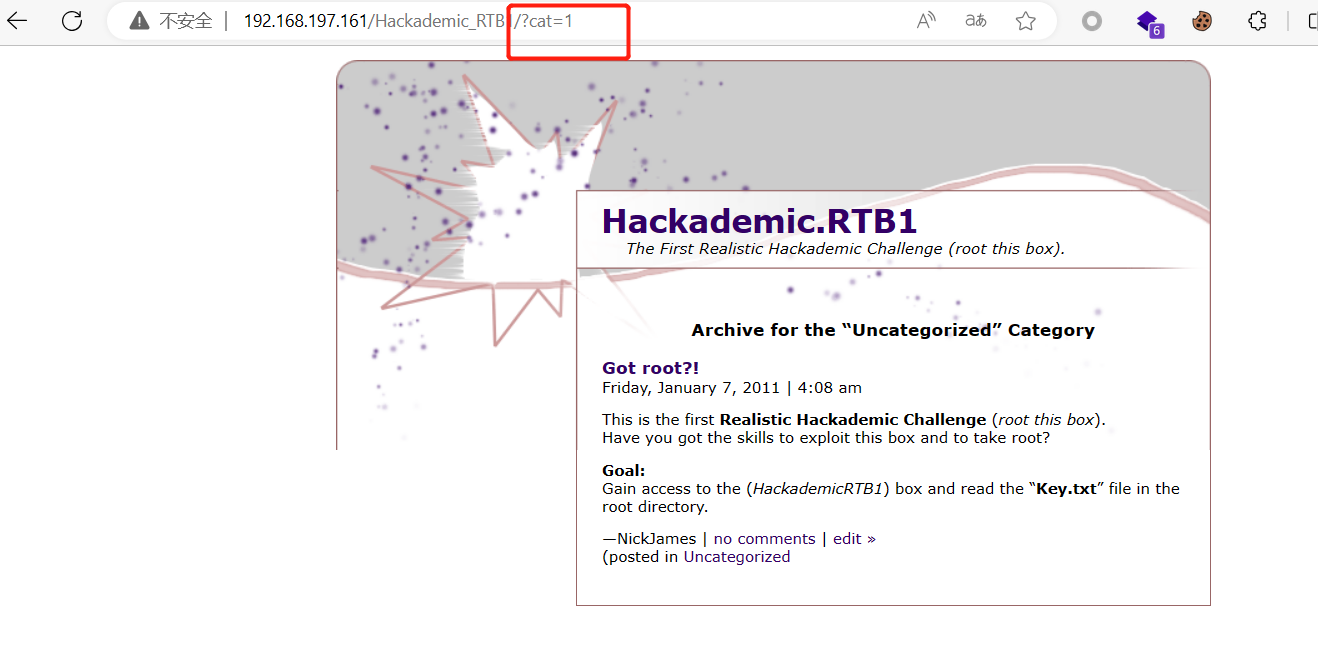 不安全 | 192.168.197.161/Hackademic_RTB1/?cat=1
6
Hackademic.RTB1
The First Realistic Hackademic Challenge (root this box).
Archive for the “Uncategorized” Category
Got root?!
Friday, January 7, 2011 | 4:08 am
This is the first Realistic Hackademic Challenge (root this box).
Have you got the skills to exploit this box and to take root?
Goal:
Gain access to the (HackademicRTB1) box and read the “Key.txt” file in the
root directory.
—NickJames | no comments | edit »
(posted in Uncategorized